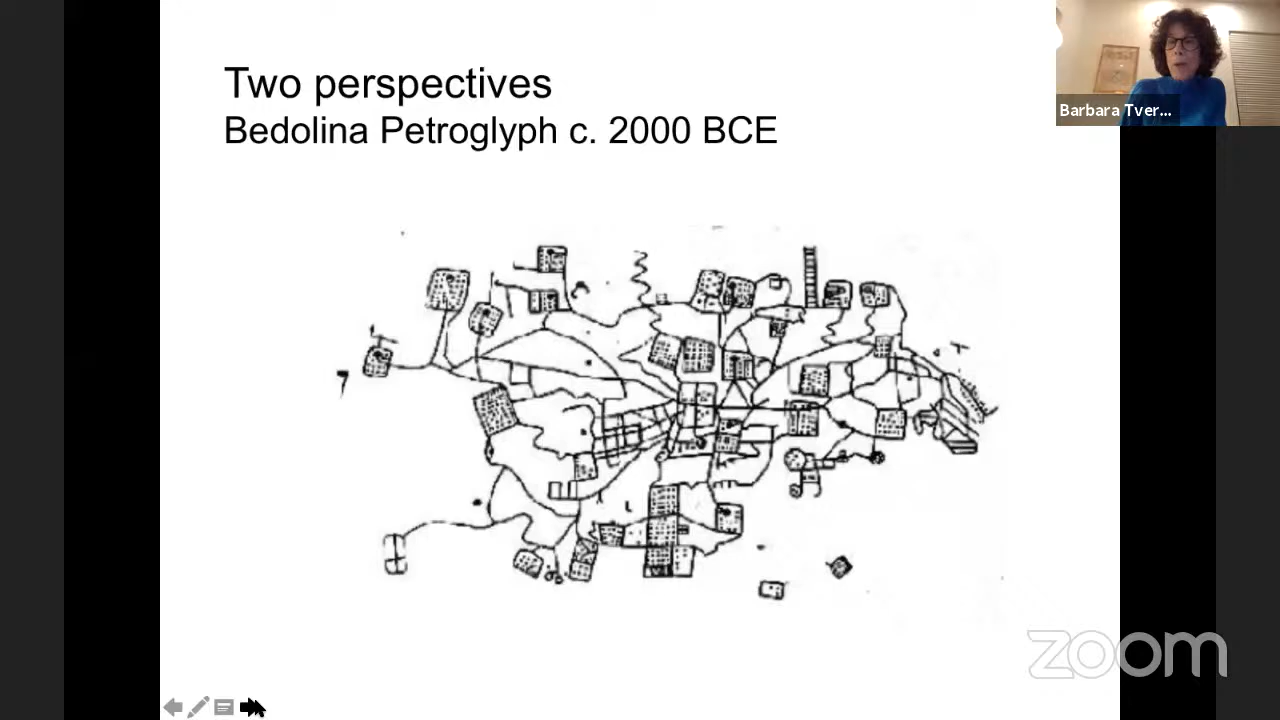 Two perspectives
Bedolina Petroglyph c. 2000 BCE
Barbara Tver...
zoom